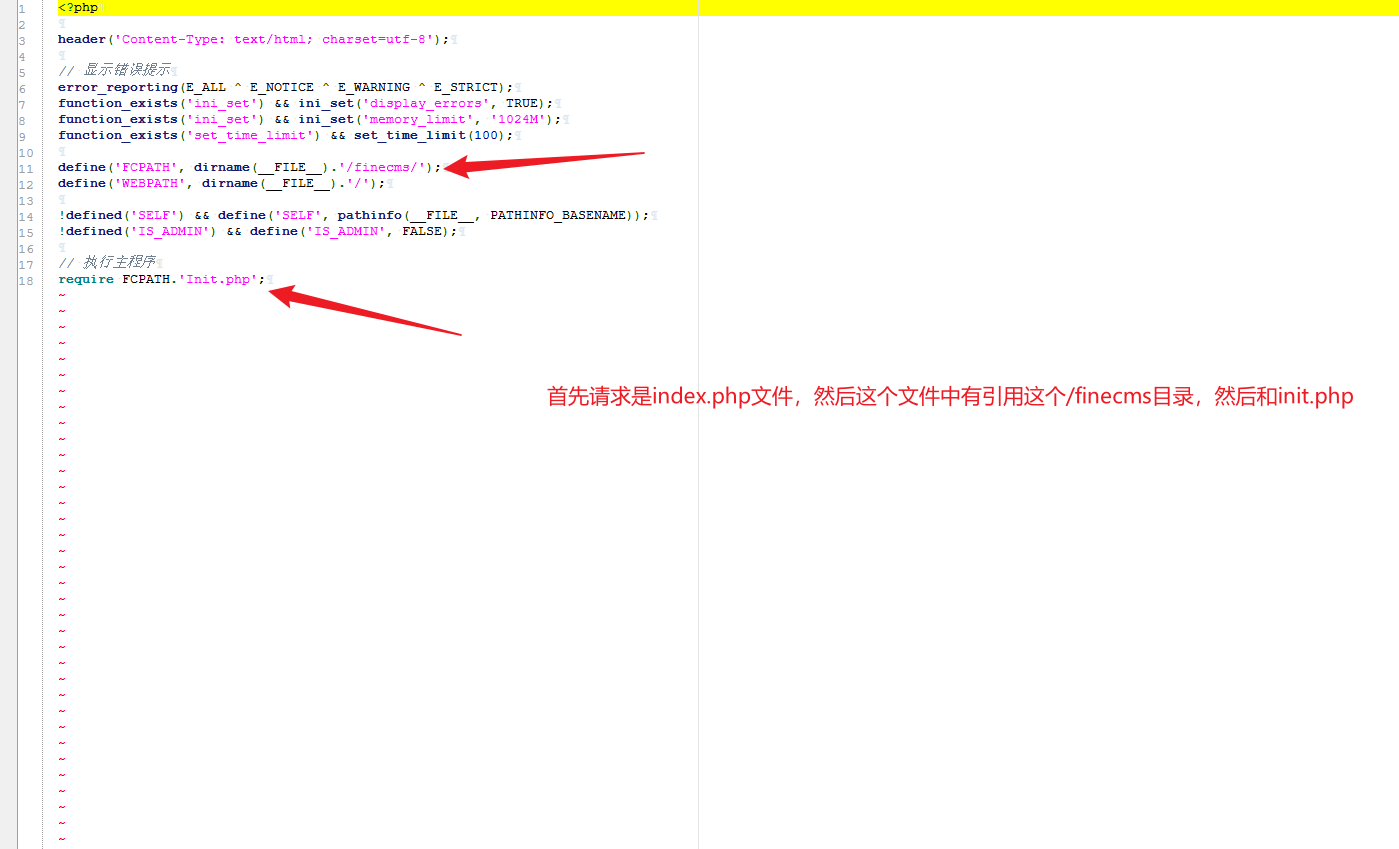 1 <?php
2
3 header('Content-Type: text/html; charset=utf-8');
4
5 // 显示错误提示
6 error_reporting(E_ALL ^ E_NOTICE ^ E_WARNING ^ E_STRICT);
7 function_exists('ini_set') && ini_set('display_errors', TRUE);
8 function_exists('ini_set') && ini_set('memory_limit', '1024M');
9 function_exists('set_time_limit') && set_time_limit(100);
10
11 define('FCPATH', dirname(__FILE__).'/finecms/');
12 define('WEBPATH', dirname(__FILE__).'/');
13
14 !defined('SELF') && define('SELF', pathinfo(__FILE__, PATHINFO_BASENAME));
15 !defined('IS_ADMIN') && define('IS_ADMIN', FALSE);
16
17 // 执行主程序
18 require FCPATH.'Init.php';
首先请求是index.php文件，然后这个文件中有引用这个/finecms目录，然后和init.php